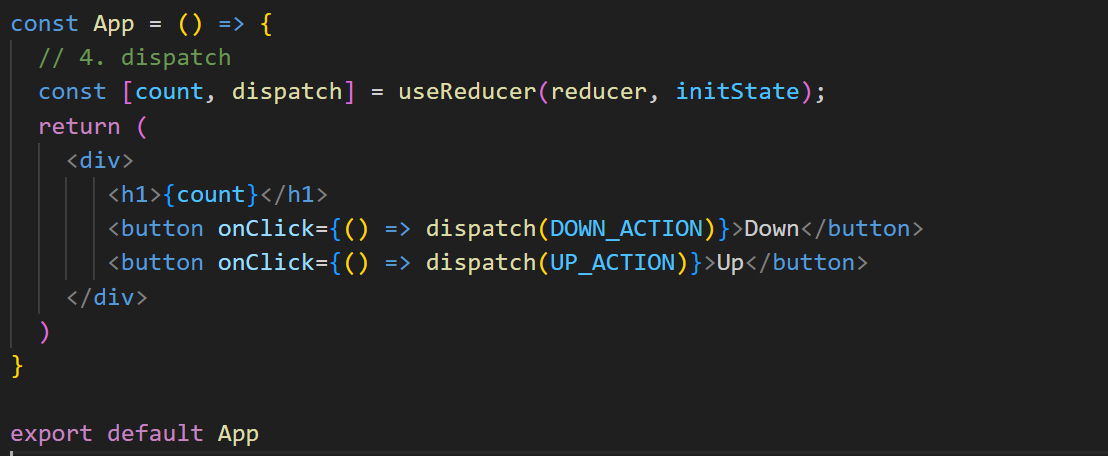 const App = () => {
  // 4. dispatch
  const [count, dispatch] = useReducer(reducer, initState);
  return (
    <div>
       <h1>{count}</h1>
       <button onClick={() => dispatch(DOWN_ACTION)}>Down</button>
       <button onClick={() => dispatch(UP_ACTION)}>Up</button>
    </div>
  )
}

export default App